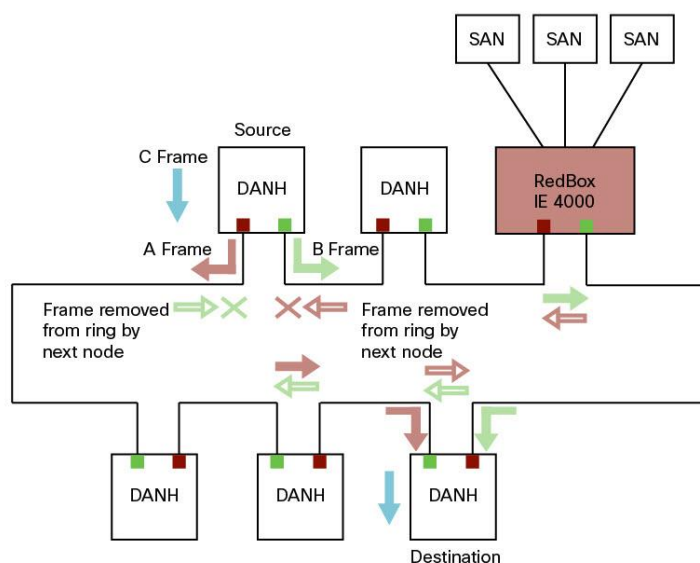 SAN
SAN
SAN
Source
C Frame
DANH
DANH
RedBox
IE 4000
A Frame
B Frame
Frame removed
from ring by
next node
Frame removed
from ring by
next node
DANH
DANH
DANH
Destination